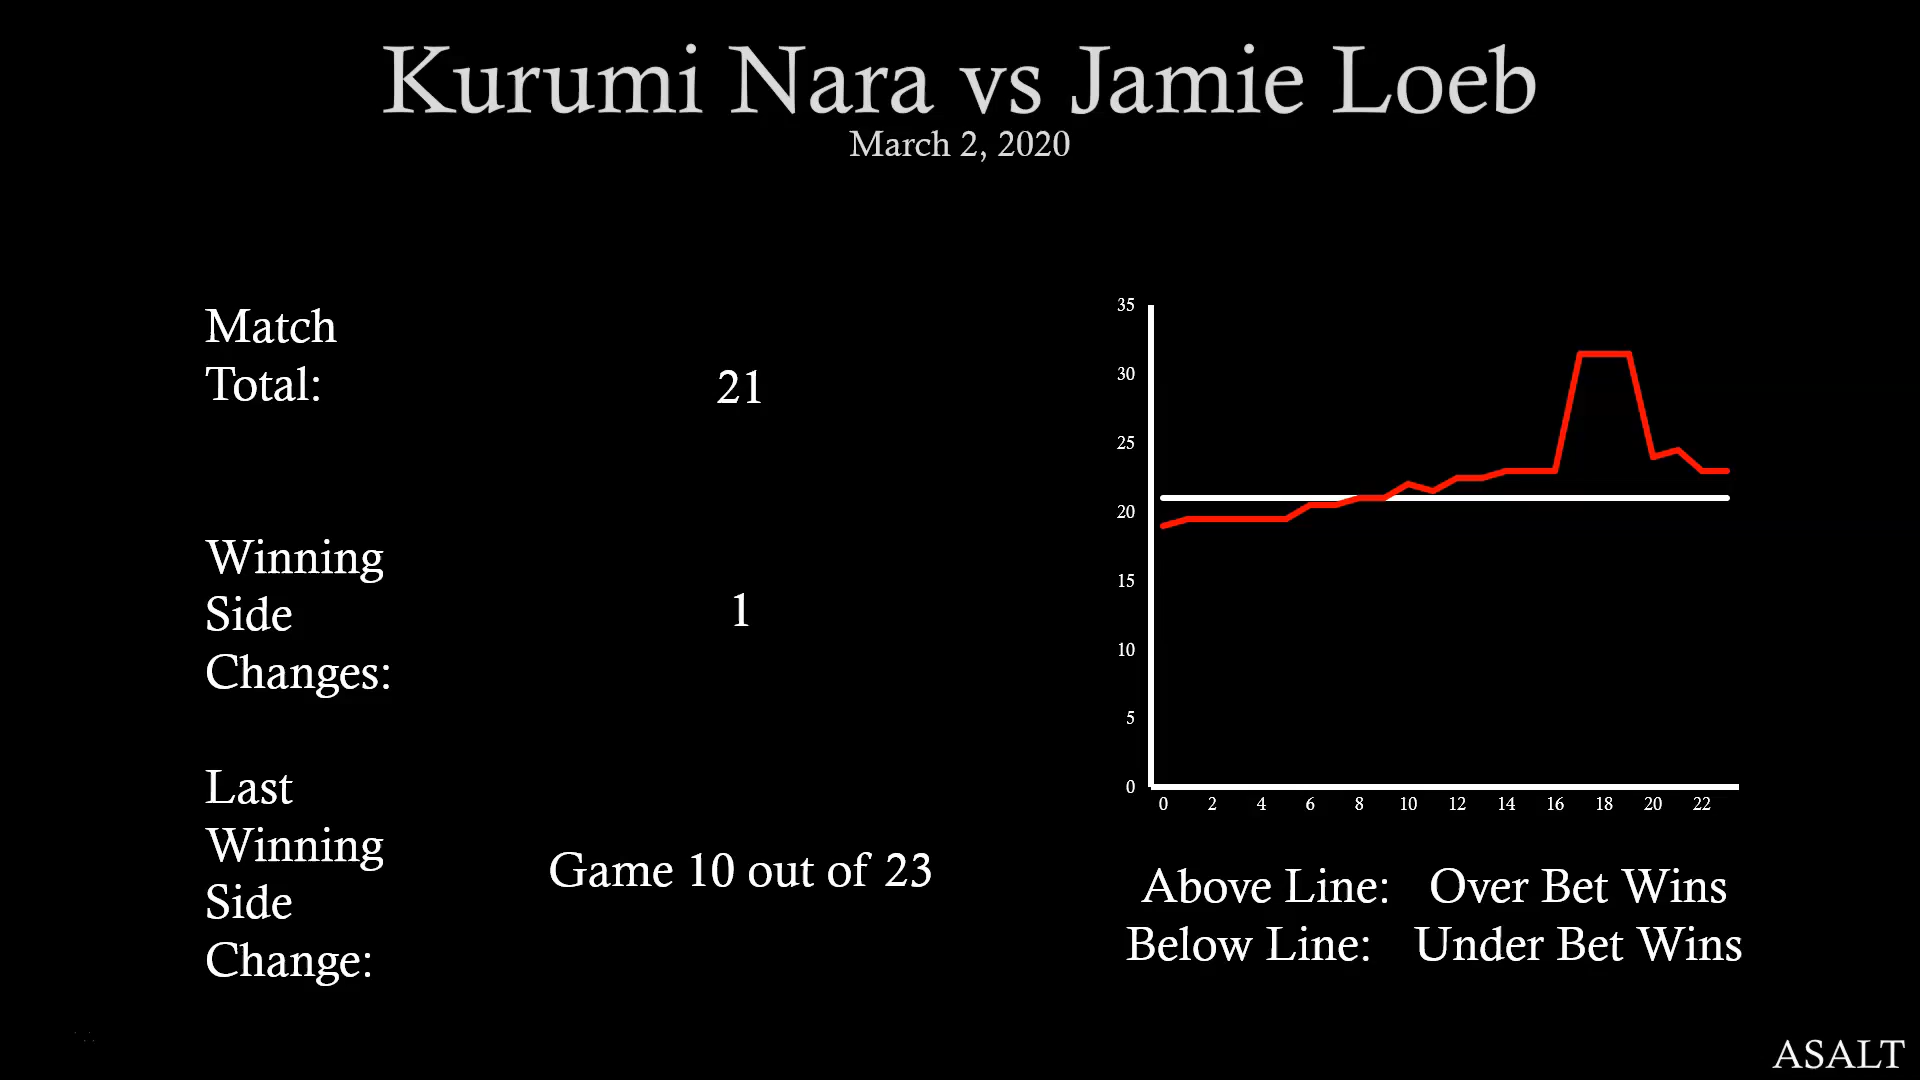 Kurumi Nara vs Jamie Loeb
March 2, 2020
Match
Total:
21
Winning
Side
Changes:
1
Last
Winning
Side
Change:
Game 10 out of 23
35
30
25
20
15
10
5
0
0 2 4 6 8 10 12 14 16 18 20 22
Above Line: Over Bet Wins
Below Line: Under Bet Wins
ASALT